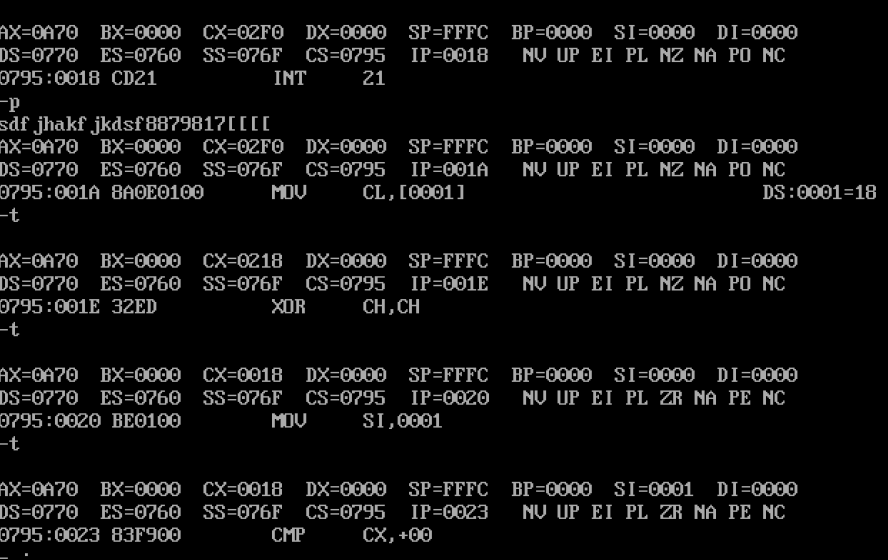 AX=0A70 BX=0000 CX=02F0 DX=0000 SP=FFFC BP=0000 SI=0000 DI=0000
DS=0770 ES=0760 SS=076F CS=0795 IP=0018 NV UP EI PL NZ NA PO NC
0795:0018 CD21 INT 21
-p
sdfjhakfjkdsf8879817[[[[
AX=0A70 BX=0000 CX=02F0 DX=0000 SP=FFFC BP=0000 SI=0000 DI=0000
DS=0770 ES=0760 SS=076F CS=0795 IP=001A NV UP EI PL NZ NA PO NC
0795:001A 8A0E0100 MOV CL,[0001] DS:0001=18
-t
AX=0A70 BX=0000 CX=0218 DX=0000 SP=FFFC BP=0000 SI=0000 DI=0000
DS=0770 ES=0760 SS=076F CS=0795 IP=001E NV UP EI PL NZ NA PO NC
0795:001E 32ED XOR CH,CH
-t
AX=0A70 BX=0000 CX=0018 DX=0000 SP=FFFC BP=0000 SI=0000 DI=0000
DS=0770 ES=0760 SS=076F CS=0795 IP=0020 NV UP EI PL ZR NA PE NC
0795:0020 BE0100 MOV SI,0001
-t
AX=0A70 BX=0000 CX=0018 DX=0000 SP=FFFC BP=0000 SI=0001 DI=0000
DS=0770 ES=0760 SS=076F CS=0795 IP=0023 NV UP EI PL ZR NA PE NC
0795:0023 83F900 CMP CX,+00